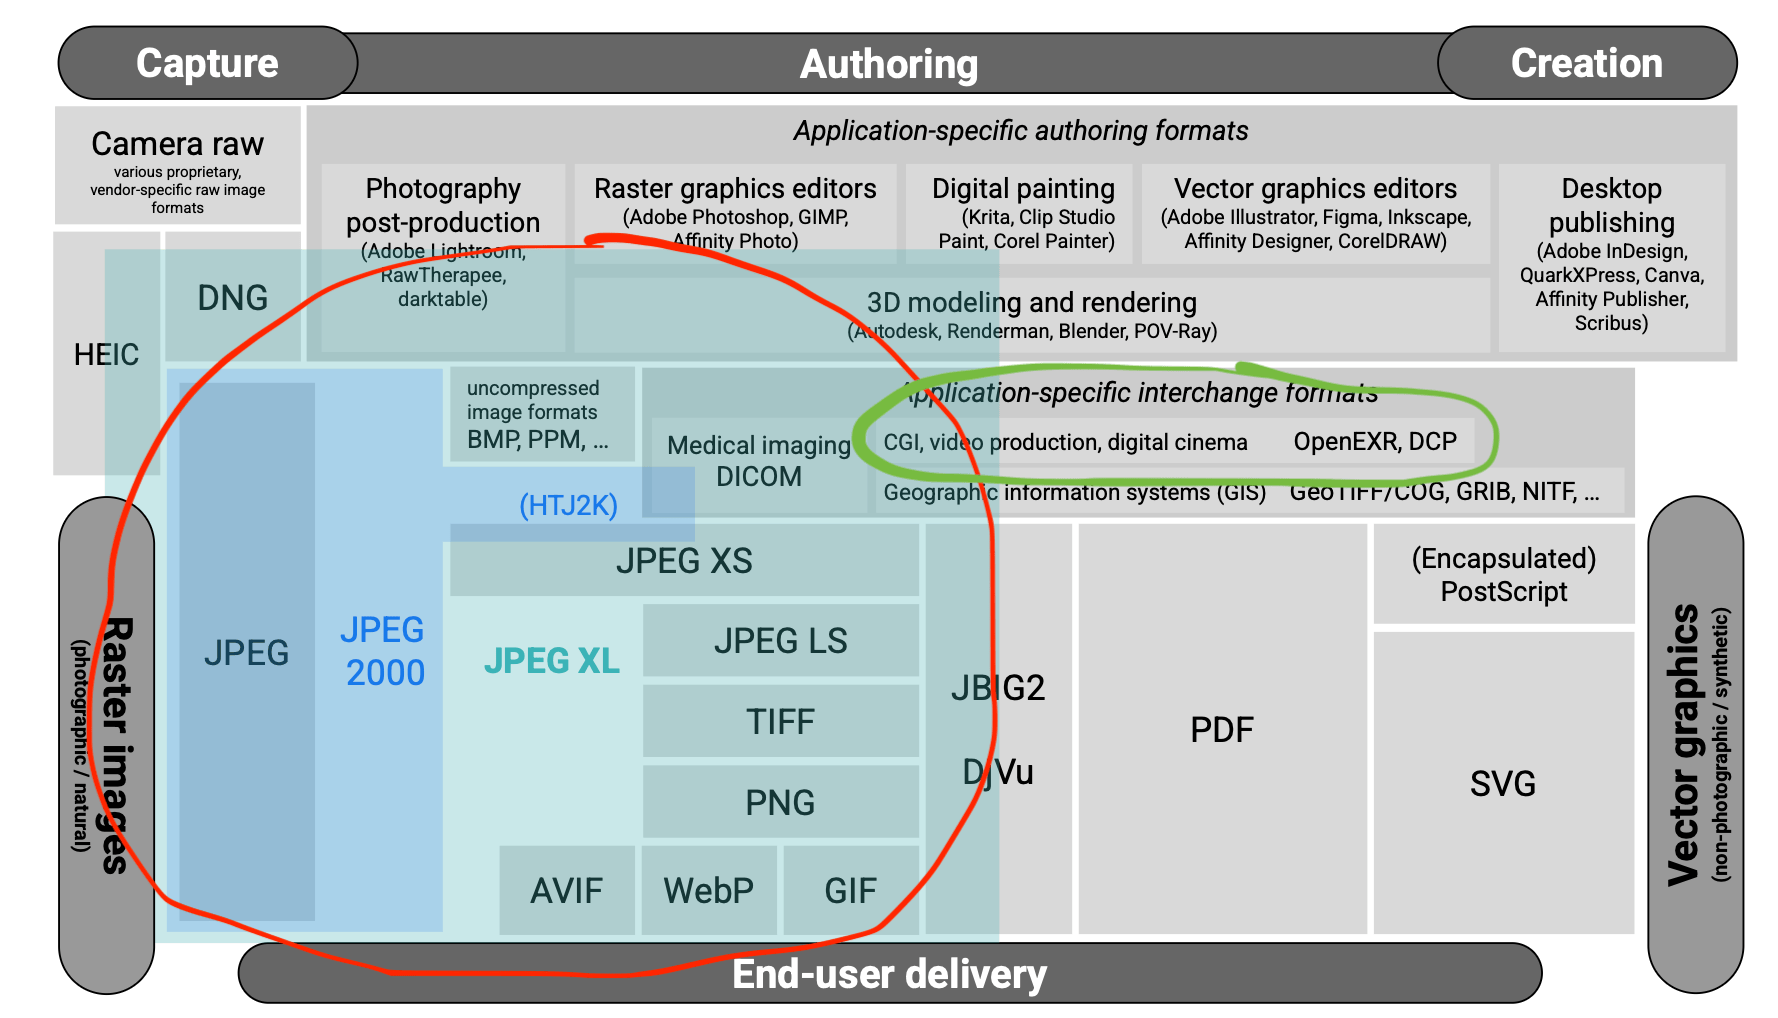 Capture
Authoring
Creation
Camera raw
various proprietary,
vendor-specific raw image
formats
Application-specific authoring formats
Photography
post-production
(Adobe Lightroom,
RawTherapee,
darktable)
Raster graphics editors
(Adobe Photoshop, GIMP,
Affinity Photo)
Digital painting
(Krita, Clip Studio
Paint, Corel Painter)
Vector graphics editors
(Adobe Illustrator, Figma, Inkscape,
Affinity Designer, CorelDRAW)
Desktop
publishing
(Adobe InDesign,
QuarkXPress, Canva,
Affinity Publisher,
Scribus)
3D modeling and rendering
(Autodesk, Renderman, Blender, POV-Ray)
HEIC
DNG
uncompressed
image formats
BMP, PPM, ...
Application-specific interchange formats
Medical imaging
DICOM
CGI, video production, digital cinema OpenEXR, DCP
Geographic information systems (GIS) GeoTIFF/COG, GRIB, NITF, ...
(HTJ2K)
JPEG
JPEG
2000
JPEG XS
JPEG XL
JPEG LS
TIFF
PNG
AVIF
WebP
GIF
JBIG2
DjVu
PDF
(Encapsulated)
PostScript
SVG
Raster images
(photographic / natural)
Vector graphics
(non-photographic / synthetic)
End-user delivery